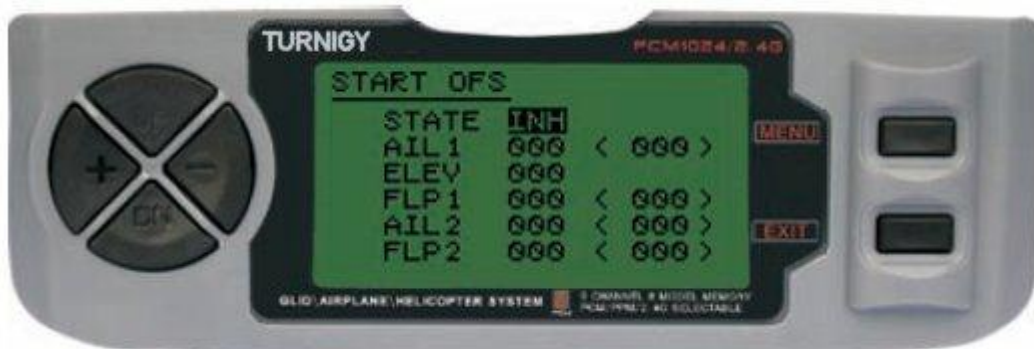 TURNIGY
PCM1024/2.4G
START OFS
STATE INH
AIL1 000 < 000 >
ELEV 000
FLP1 000 < 000 >
AIL2 000 < 000 >
FLP2 000 < 000 >
MENU
EXIT
+ -
DN
GLID\AIRPLANE\HELICOPTER SYSTEM
CHANNEL 8 MODEL MEMORY
PCM/PPM/2.4G SELECTABLE